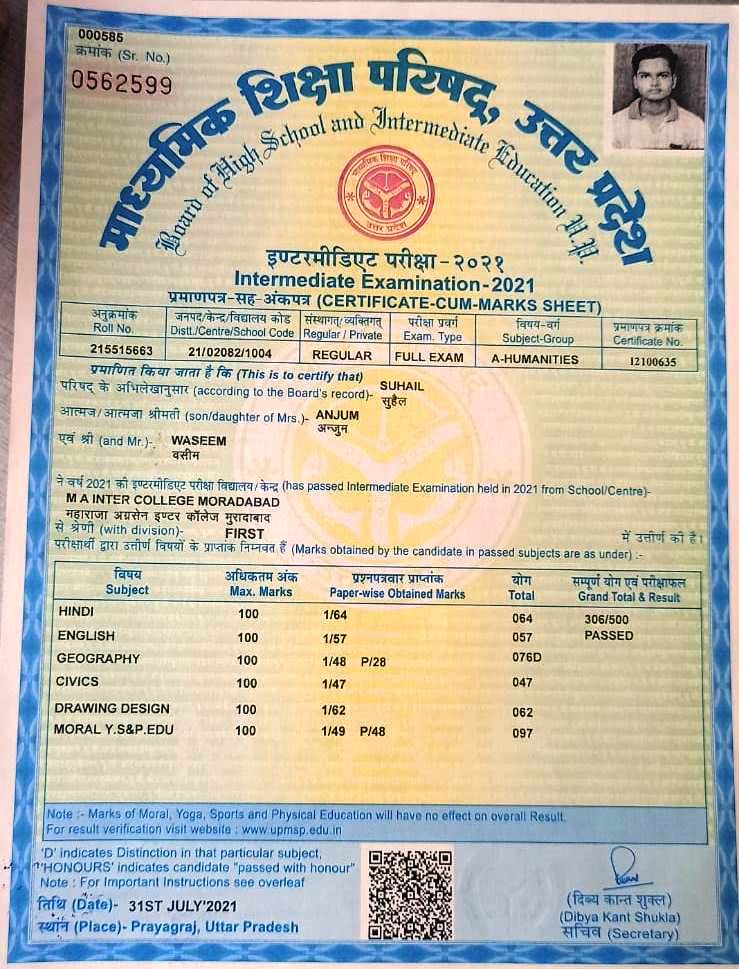 000585
क्रमांक (Sr. No.)
0562599
माध्यमिक शिक्षा परिषद्, उत्तर प्रदेश
Board of High School and Intermediate Education U.P.
माध्यमिक शिक्षा परिषद्
उत्तर प्रदेश
इण्टरमीडिएट परीक्षा-२०२१
Intermediate Examination-2021
प्रमाणपत्र-सह-अंकपत्र (CERTIFICATE-CUM-MARKS SHEET)
अनुक्रमांक जनपद/केन्द्र/विद्यालय कोड संस्थागत/व्यक्तिगत परीक्षा प्रवर्ग विषय-वर्ग प्रमाणपत्र क्रमांक
Roll No. Distt./Centre/School Code Regular / Private Exam. Type Subject-Group Certificate No.
215515663 21/02082/1004 REGULAR FULL EXAM A-HUMANITIES 12100635
प्रमाणित किया जाता है कि (This is to certify that)
परिषद् के अभिलेखानुसार (according to the Board's record)- SUHAIL
सुहैल
आत्मज/आत्मजा श्रीमती (son/daughter of Mrs.)- ANJUM
अन्जुम
एवं श्री (and Mr.)- WASEEM
वसीम
ने वर्ष 2021 की इण्टरमीडिएट परीक्षा विद्यालय/केन्द्र (has passed Intermediate Examination held in 2021 from School/Centre)-
M A INTER COLLEGE MORADABAD
महाराजा अग्रसेन इण्टर कॉलेज मुरादाबाद
से श्रेणी (with division)- FIRST में उत्तीर्ण की है।
परीक्षार्थी द्वारा उत्तीर्ण विषयों के प्राप्तांक निम्नवत हैं (Marks obtained by the candidate in passed subjects are as under) :-
विषय अधिकतम अंक प्रश्नपत्रवार प्राप्तांक योग सम्पूर्ण योग एवं परीक्षाफल
Subject Max. Marks Paper-wise Obtained Marks Total Grand Total & Result
HINDI 100 1/64 064 306/500
ENGLISH 100 1/57 057 PASSED
GEOGRAPHY 100 1/48 P/28 076D
CIVICS 100 1/47 047
DRAWING DESIGN 100 1/62 062
MORAL Y.S&P.EDU 100 1/49 P/48 097
Note :- Marks of Moral, Yoga, Sports and Physical Education will have no effect on overall Result.
For result verification visit website : www.upmsp.edu.in
'D' indicates Distinction in that particular subject,
'HONOURS' indicates candidate "passed with honour"
Note : For Important Instructions see overleaf
तिथि (Date)- 31ST JULY'2021
स्थान (Place)- Prayagraj, Uttar Pradesh
(दिब्य कान्त शुक्ल)
(Dibya Kant Shukla)
सचिव (Secretary)